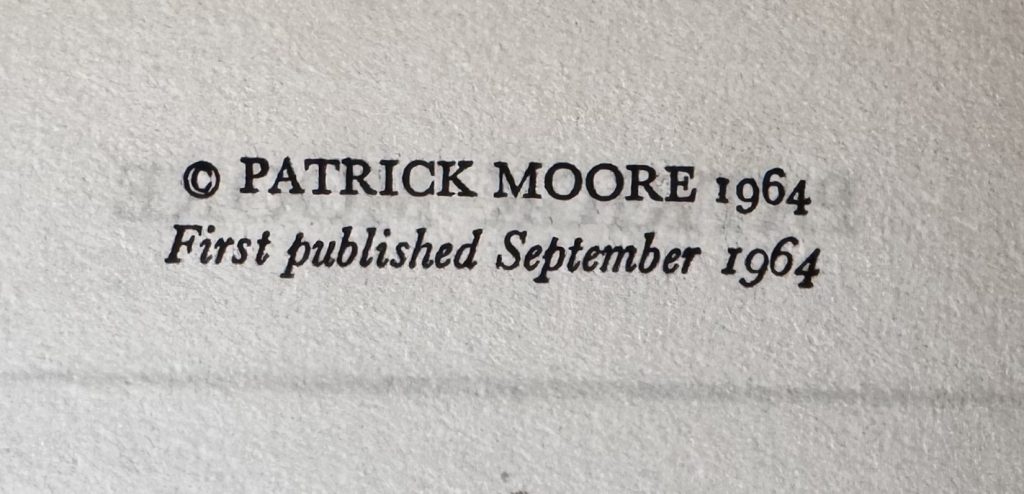 © PATRICK MOORE 1964
First published September 1964